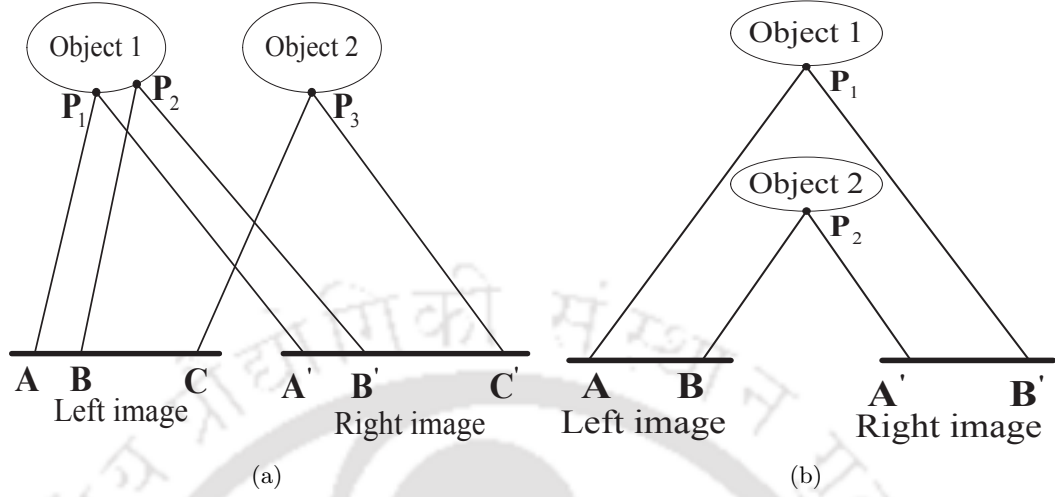 Object 1
Object 2
P1
P2
P3
A
B
C
A'
B'
C'
Left image
Right image
(a)
Object 1
P1
Object 2
P2
A
B
A'
B'
Left image
Right image
(b)